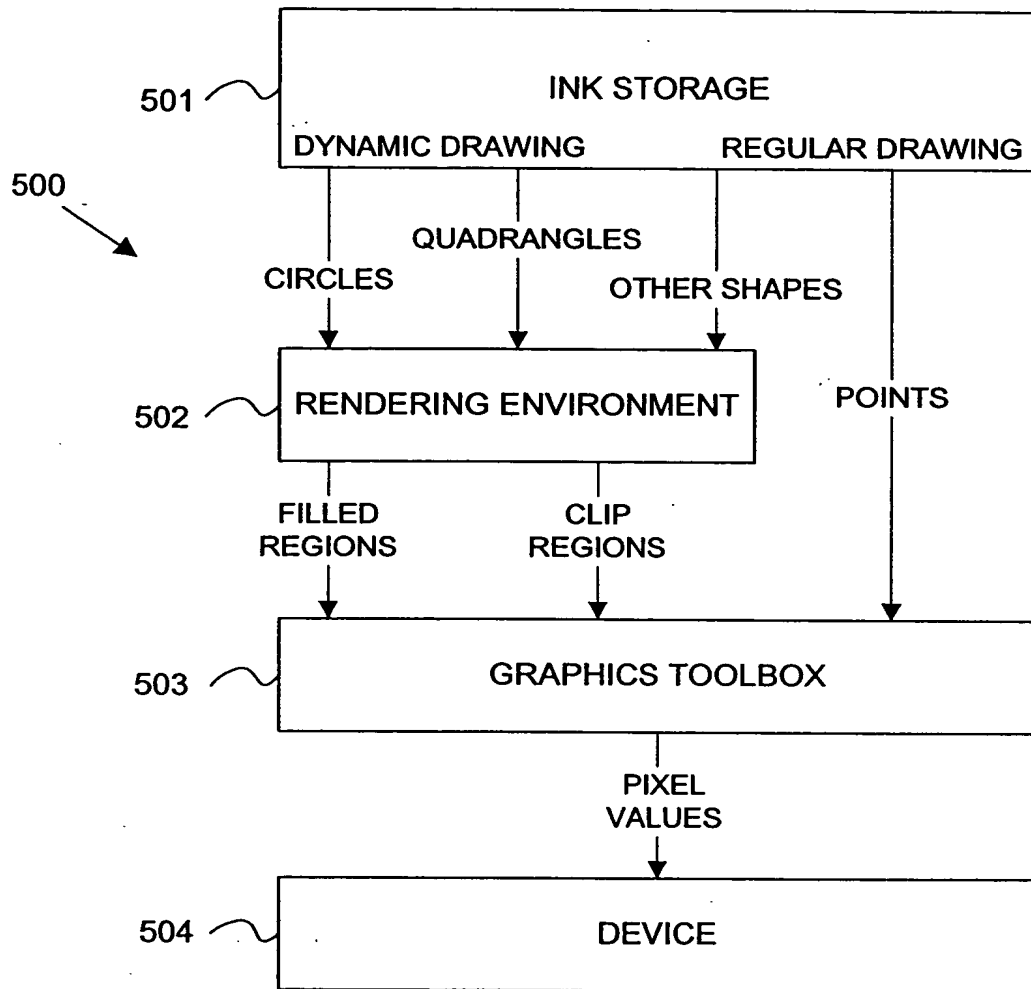 INK STORAGE
501
DYNAMIC DRAWING
REGULAR DRAWING
500
QUADRANGLES
CIRCLES
OTHER SHAPES
502
RENDERING ENVIRONMENT
POINTS
FILLED
REGIONS
CLIP
REGIONS
503
GRAPHICS TOOLBOX
PIXEL
VALUES
504
DEVICE